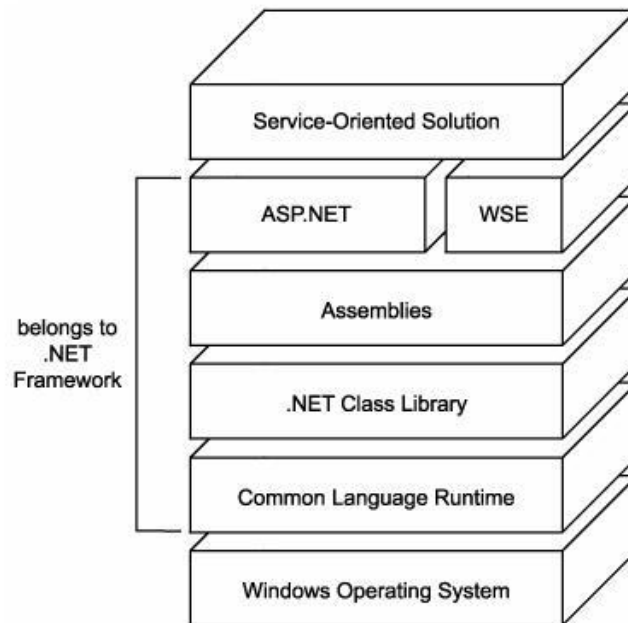 Service-Oriented Solution
ASP.NET
WSE
Assemblies
belongs to
.NET
Framework
.NET Class Library
Common Language Runtime
Windows Operating System